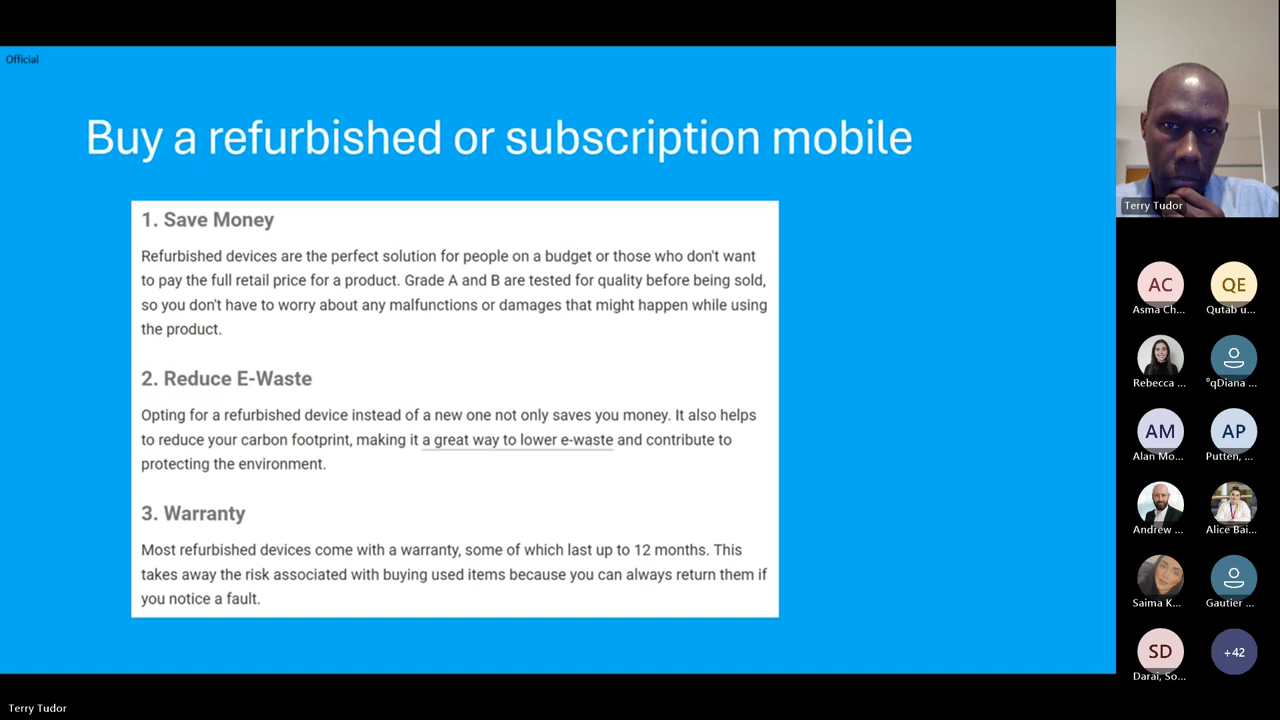 Official
Buy a refurbished or subscription mobile
1. Save Money
Refurbished devices are the perfect solution for people on a budget or those who don't want
to pay the full retail price for a product. Grade A and B are tested for quality before being sold,
so you don't have to worry about any malfunctions or damages that might happen while using
the product.
2. Reduce E-Waste
Opting for a refurbished device instead of a new one not only saves you money. It also helps
to reduce your carbon footprint, making it a great way to lower e-waste and contribute to
protecting the environment.
3. Warranty
Most refurbished devices come with a warranty, some of which last up to 12 months. This
takes away the risk associated with buying used items because you can always return them if
you notice a fault.
Terry Tudor
AC
QE
Asma Ch...
Qutab u...
Rebecca ...
°qDiana ...
AM
AP
Alan Mo...
Putten, ...
Andrew ...
Alice Bai...
Saima K...
Gautier ...
SD
+42
Darai, So...
Terry Tudor